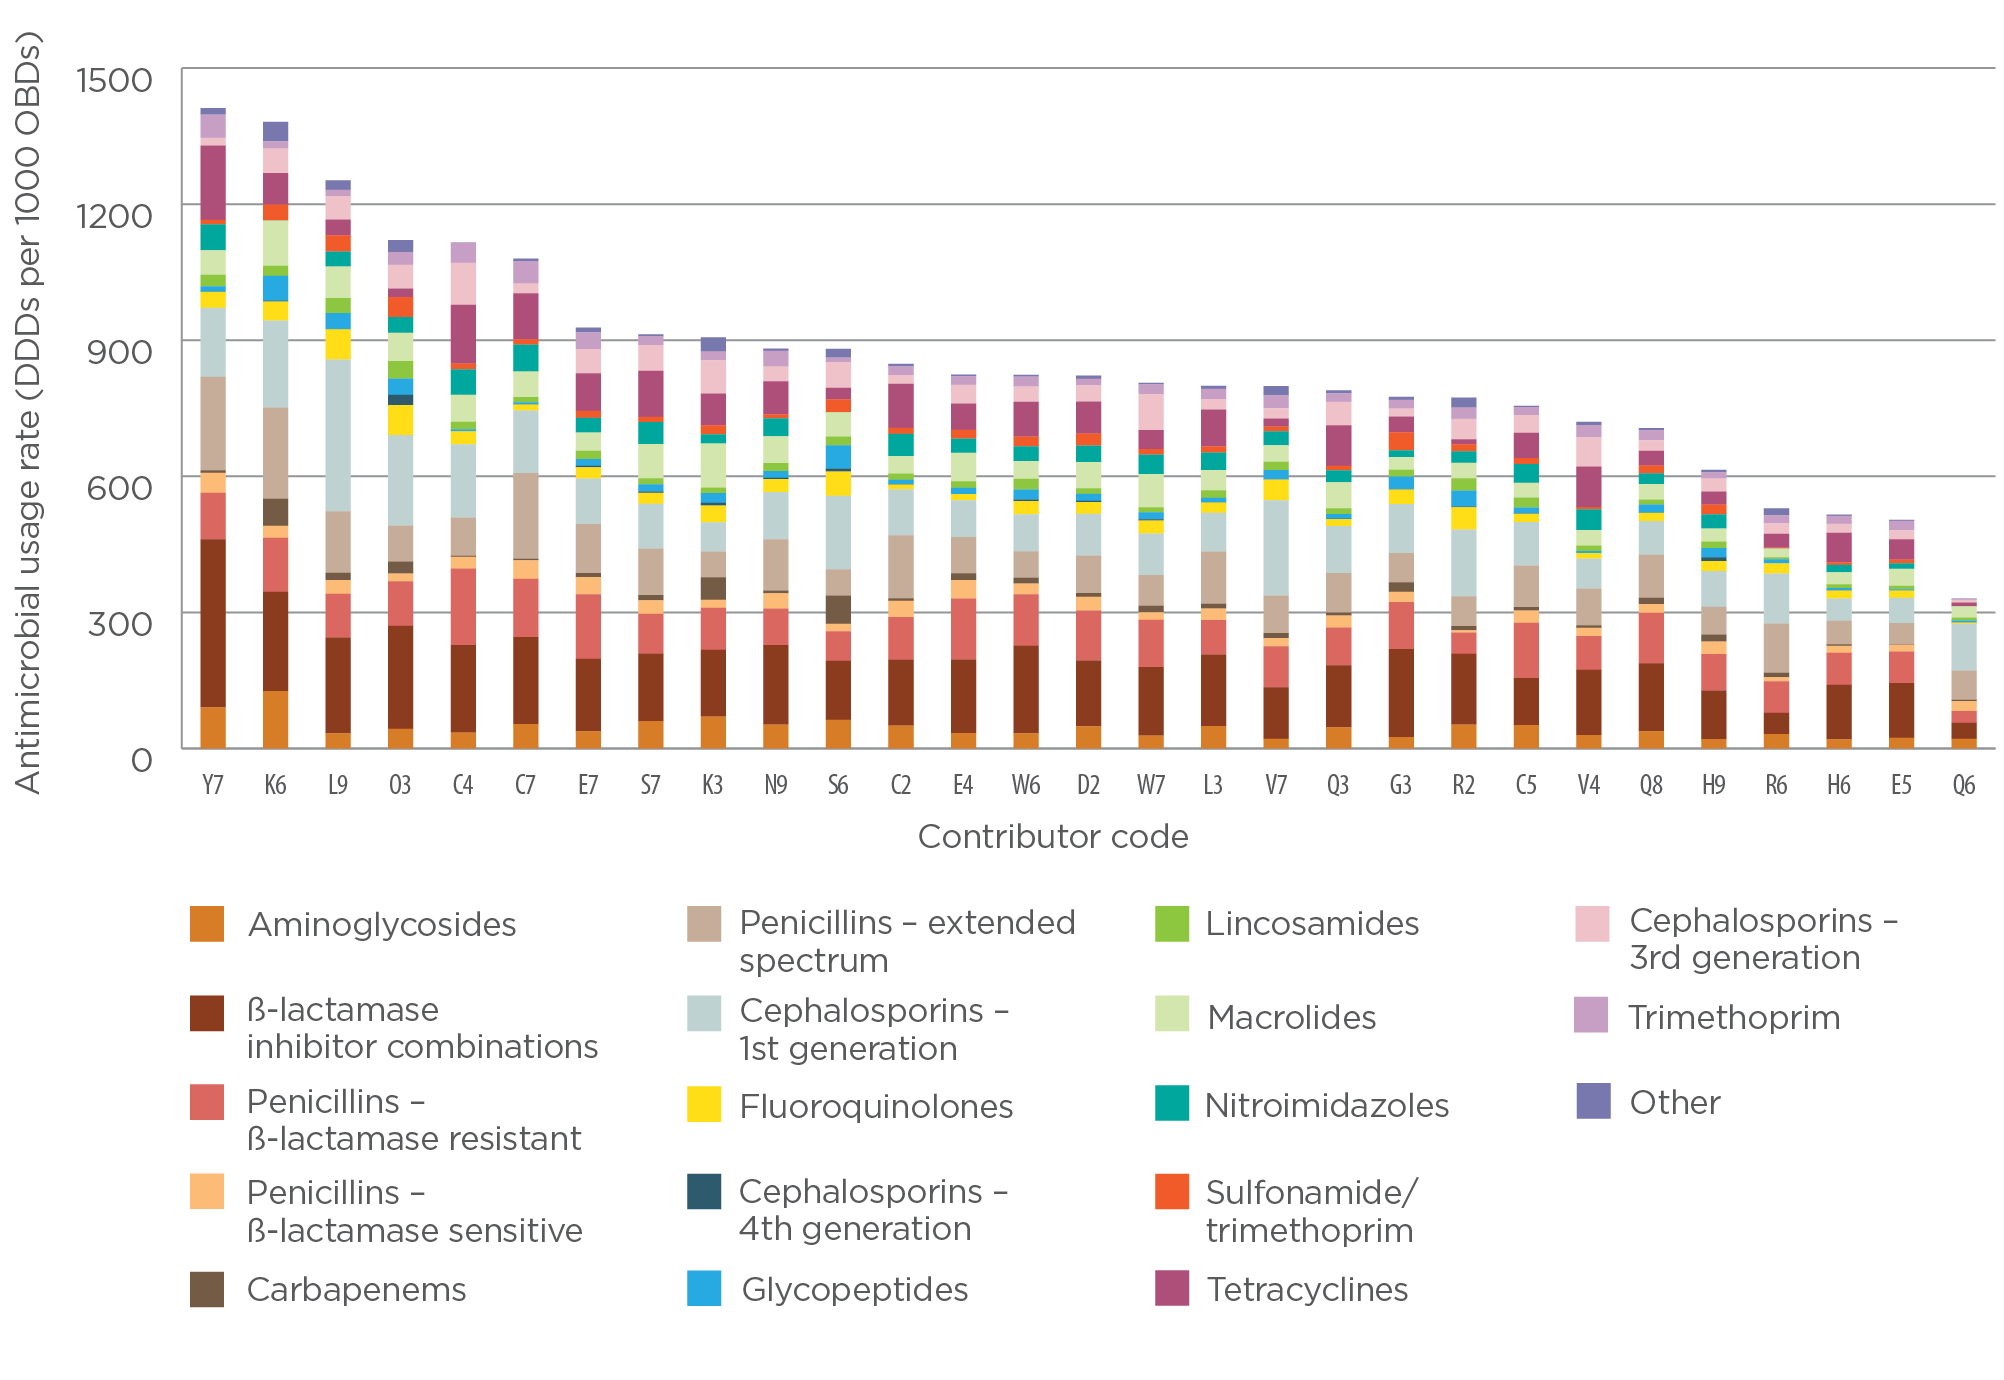 Antimicrobial usage rate (DDDs per 1000 OBDs)
1500
1200
900
600
300
0
Y7 K6 L9 O3 C4 C7 E7 S7 K3 N9 S6 C2 E4 W6 D2 W7 L3 V7 Q3 G3 R2 C5 V4 Q8 H9 R6 H6 E5 Q6
Contributor code
Aminoglycosides
ß-lactamase
inhibitor combinations
Penicillins –
ß-lactamase resistant
Penicillins –
ß-lactamase sensitive
Carbapenems
Penicillins – extended
spectrum
Cephalosporins –
1st generation
Fluoroquinolones
Cephalosporins –
4th generation
Glycopeptides
Lincosamides
Macrolides
Nitroimidazoles
Sulfonamide/
trimethoprim
Tetracyclines
Cephalosporins –
3rd generation
Trimethoprim
Other